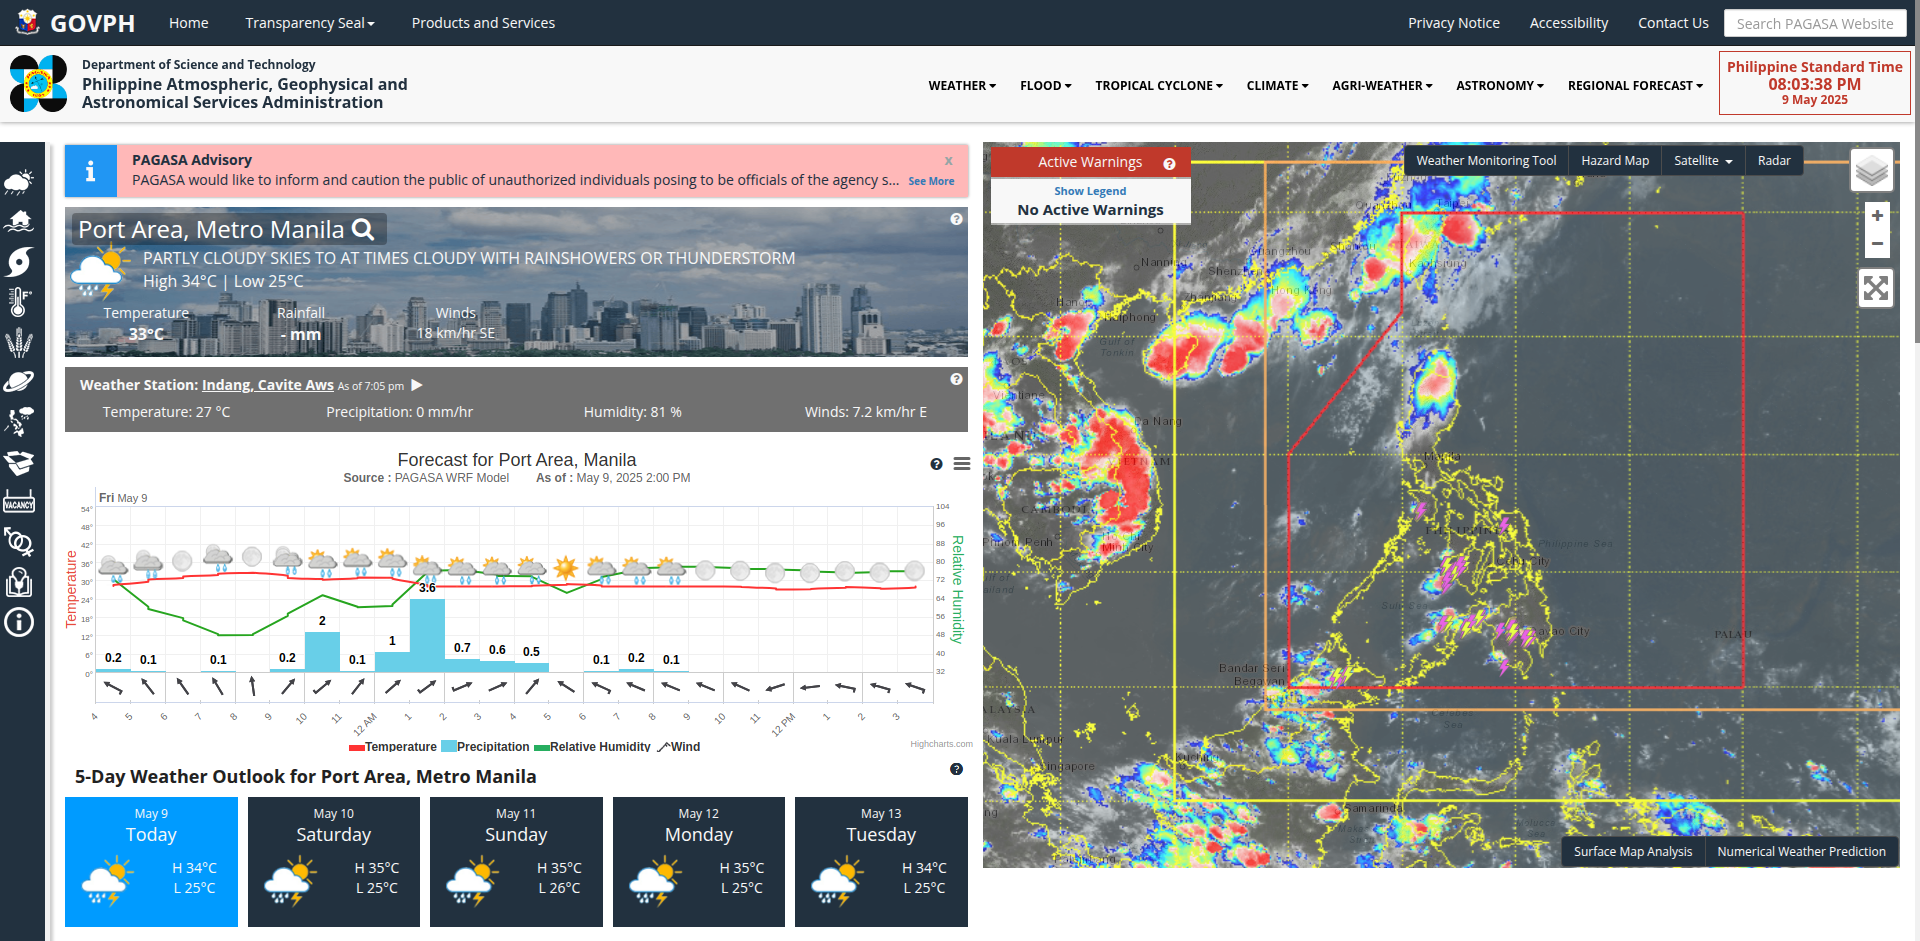 GOVPH
Home
Transparency Seal
Products and Services
Privacy Notice
Accessibility
Contact Us
Search PAGASA Website
Department of Science and Technology
Philippine Atmospheric, Geophysical and
Astronomical Services Administration
WEATHER
FLOOD
TROPICAL CYCLONE
CLIMATE
AGRI-WEATHER
ASTRONOMY
REGIONAL FORECAST
Philippine Standard Time
08:03:38 PM
9 May 2025
PAGASA Advisory
x
PAGASA would like to inform and caution the public of unauthorized individuals posing to be officials of the agency s... See More
Port Area, Metro Manila
PARTLY CLOUDY SKIES TO AT TIMES CLOUDY WITH RAINSHOWERS OR THUNDERSTORM
High 34°C | Low 25°C
Temperature
33°C
Rainfall
- mm
Winds
18 km/hr SE
Weather Station: Indang, Cavite Aws As of 7:05 pm
Temperature: 27 °C
Precipitation: 0 mm/hr
Humidity: 81 %
Winds: 7.2 km/hr E
VACANCY
Forecast for Port Area, Manila
Source : PAGASA WRF Model As of : May 9, 2025 2:00 PM
Fri May 9
Temperature
54°
48°
42°
36°
30°
24°
18°
12°
6°
0°
Relative Humidity
104
96
88
80
72
64
56
48
40
32
0.2
0.1
0.1
0.2
2
0.1
1
3.6
0.7
0.6
0.5
0.1
0.2
0.1
4 5 6 7 8 9 10 11 12 AM 1 2 3 4 5 6 7 8 9 10 11 12 PM 1 2 3
Temperature
Precipitation
Relative Humidity
Wind
Highcharts.com
5-Day Weather Outlook for Port Area, Metro Manila
May 9
Today
H 34°C
L 25°C
May 10
Saturday
H 35°C
L 25°C
May 11
Sunday
H 35°C
L 26°C
May 12
Monday
H 35°C
L 25°C
May 13
Tuesday
H 34°C
L 25°C
Active Warnings
Show Legend
No Active Warnings
Weather Monitoring Tool
Hazard Map
Satellite
Radar
+
−
Nanning
Hong Kong
Gulf of
Tonkin
Da Nang
Penh
Manila
Philippine Sea
PALAU
Bandar Seri
Begawan
Kuala Lumpur
Singapore
Kuching
Samarinda
Celebes
Sea
Surface Map Analysis
Numerical Weather Prediction